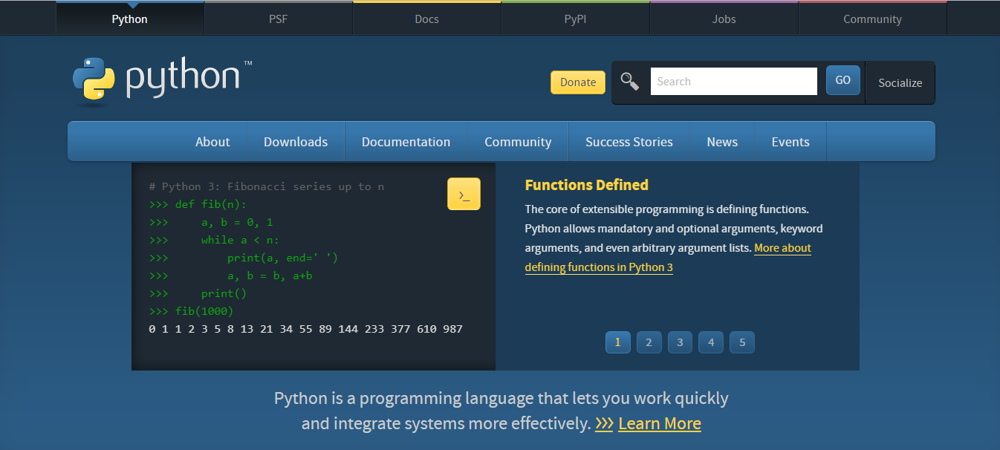 Python PSF Docs PyPI Jobs Community
python™
Donate Search GO Socialize
About Downloads Documentation Community Success Stories News Events
# Python 3: Fibonacci series up to n
>>> def fib(n):
>>>     a, b = 0, 1
>>>     while a < n:
>>>         print(a, end=' ')
>>>         a, b = b, a+b
>>>     print()
>>> fib(1000)
0 1 1 2 3 5 8 13 21 34 55 89 144 233 377 610 987
>_
Functions Defined
The core of extensible programming is defining functions.
Python allows mandatory and optional arguments, keyword
arguments, and even arbitrary argument lists. More about
defining functions in Python 3
1 2 3 4 5
Python is a programming language that lets you work quickly
and integrate systems more effectively. >>> Learn More